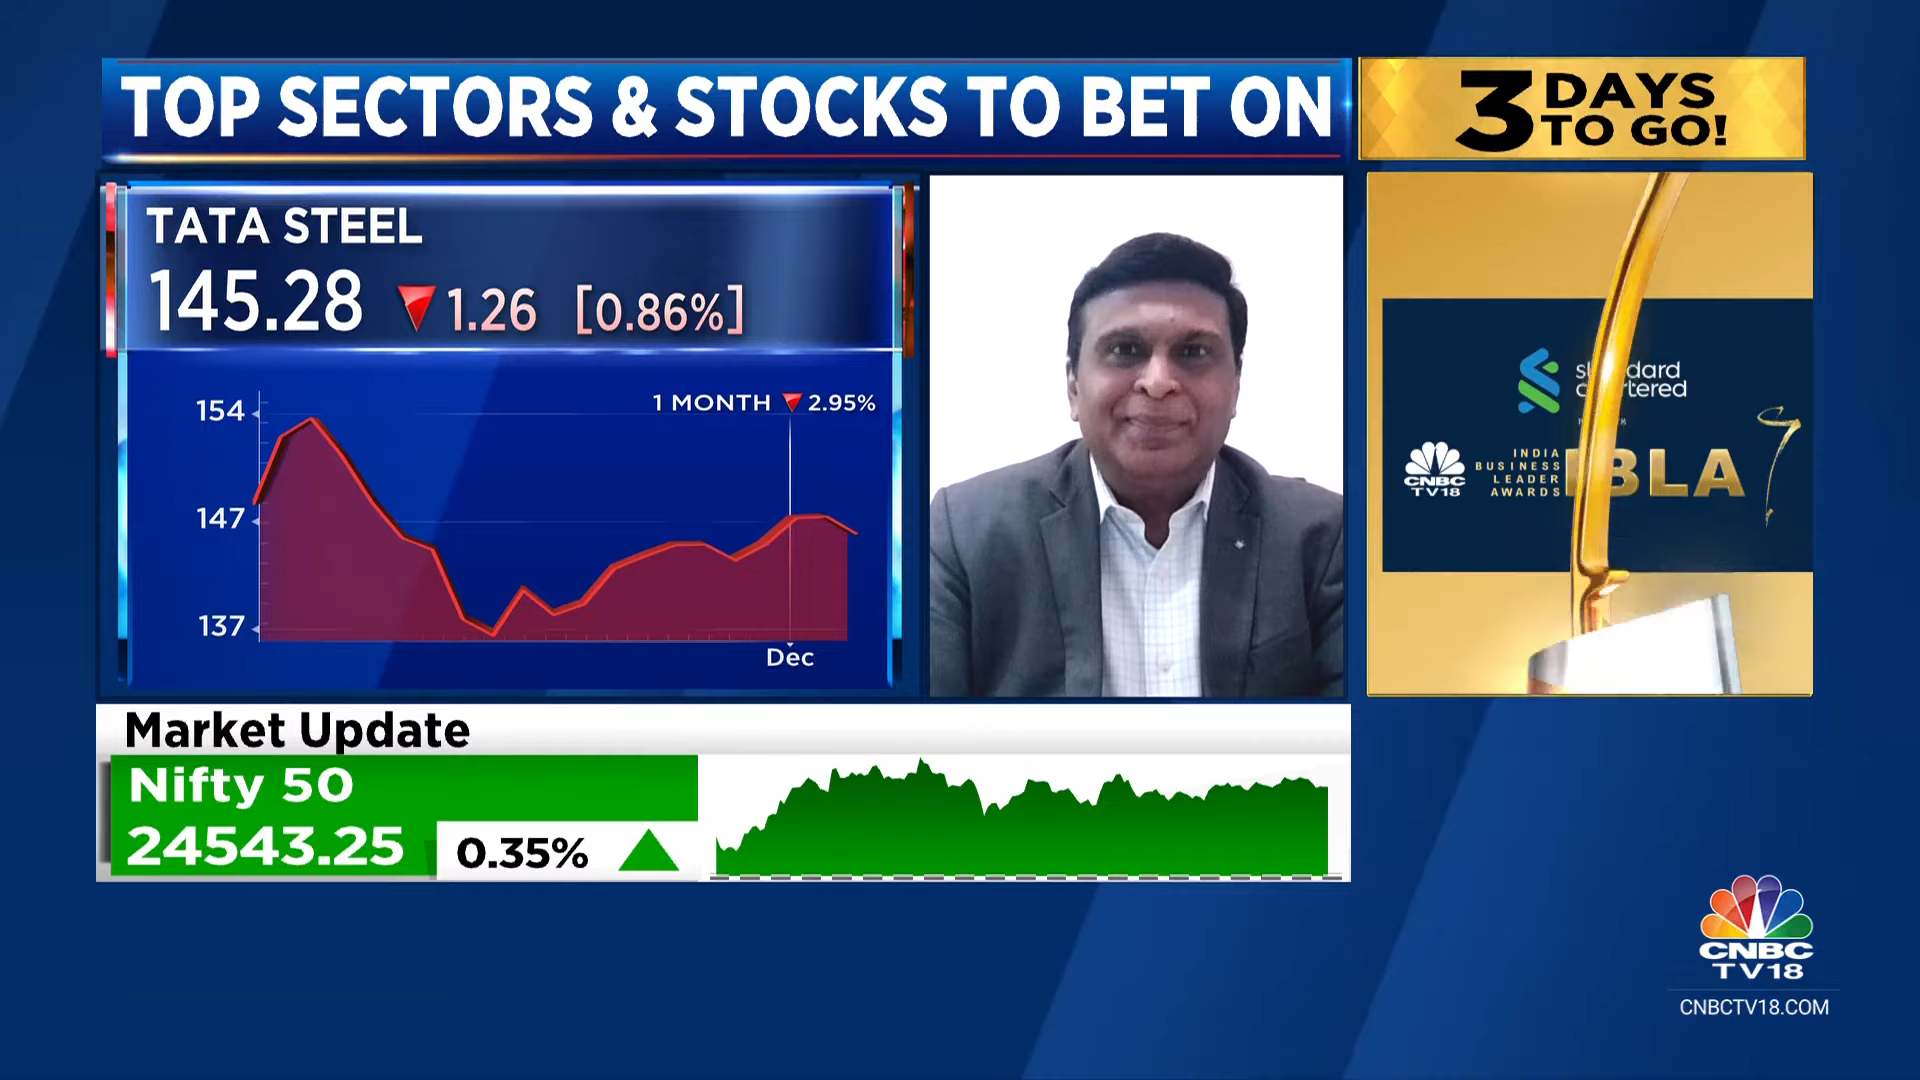 TOP SECTORS & STOCKS TO BET ON
3 DAYS TO GO!
TATA STEEL
145.28 ▼ 1.26 [0.86%]
1 MONTH ▼ 2.95%
154
147
137
Dec
CNBC TV18
INDIA
BUSINESS
LEADER
AWARDS
BLA
Market Update
Nifty 50
24543.25
0.35% ▲
CNBC
TV18
CNBCTV18.COM